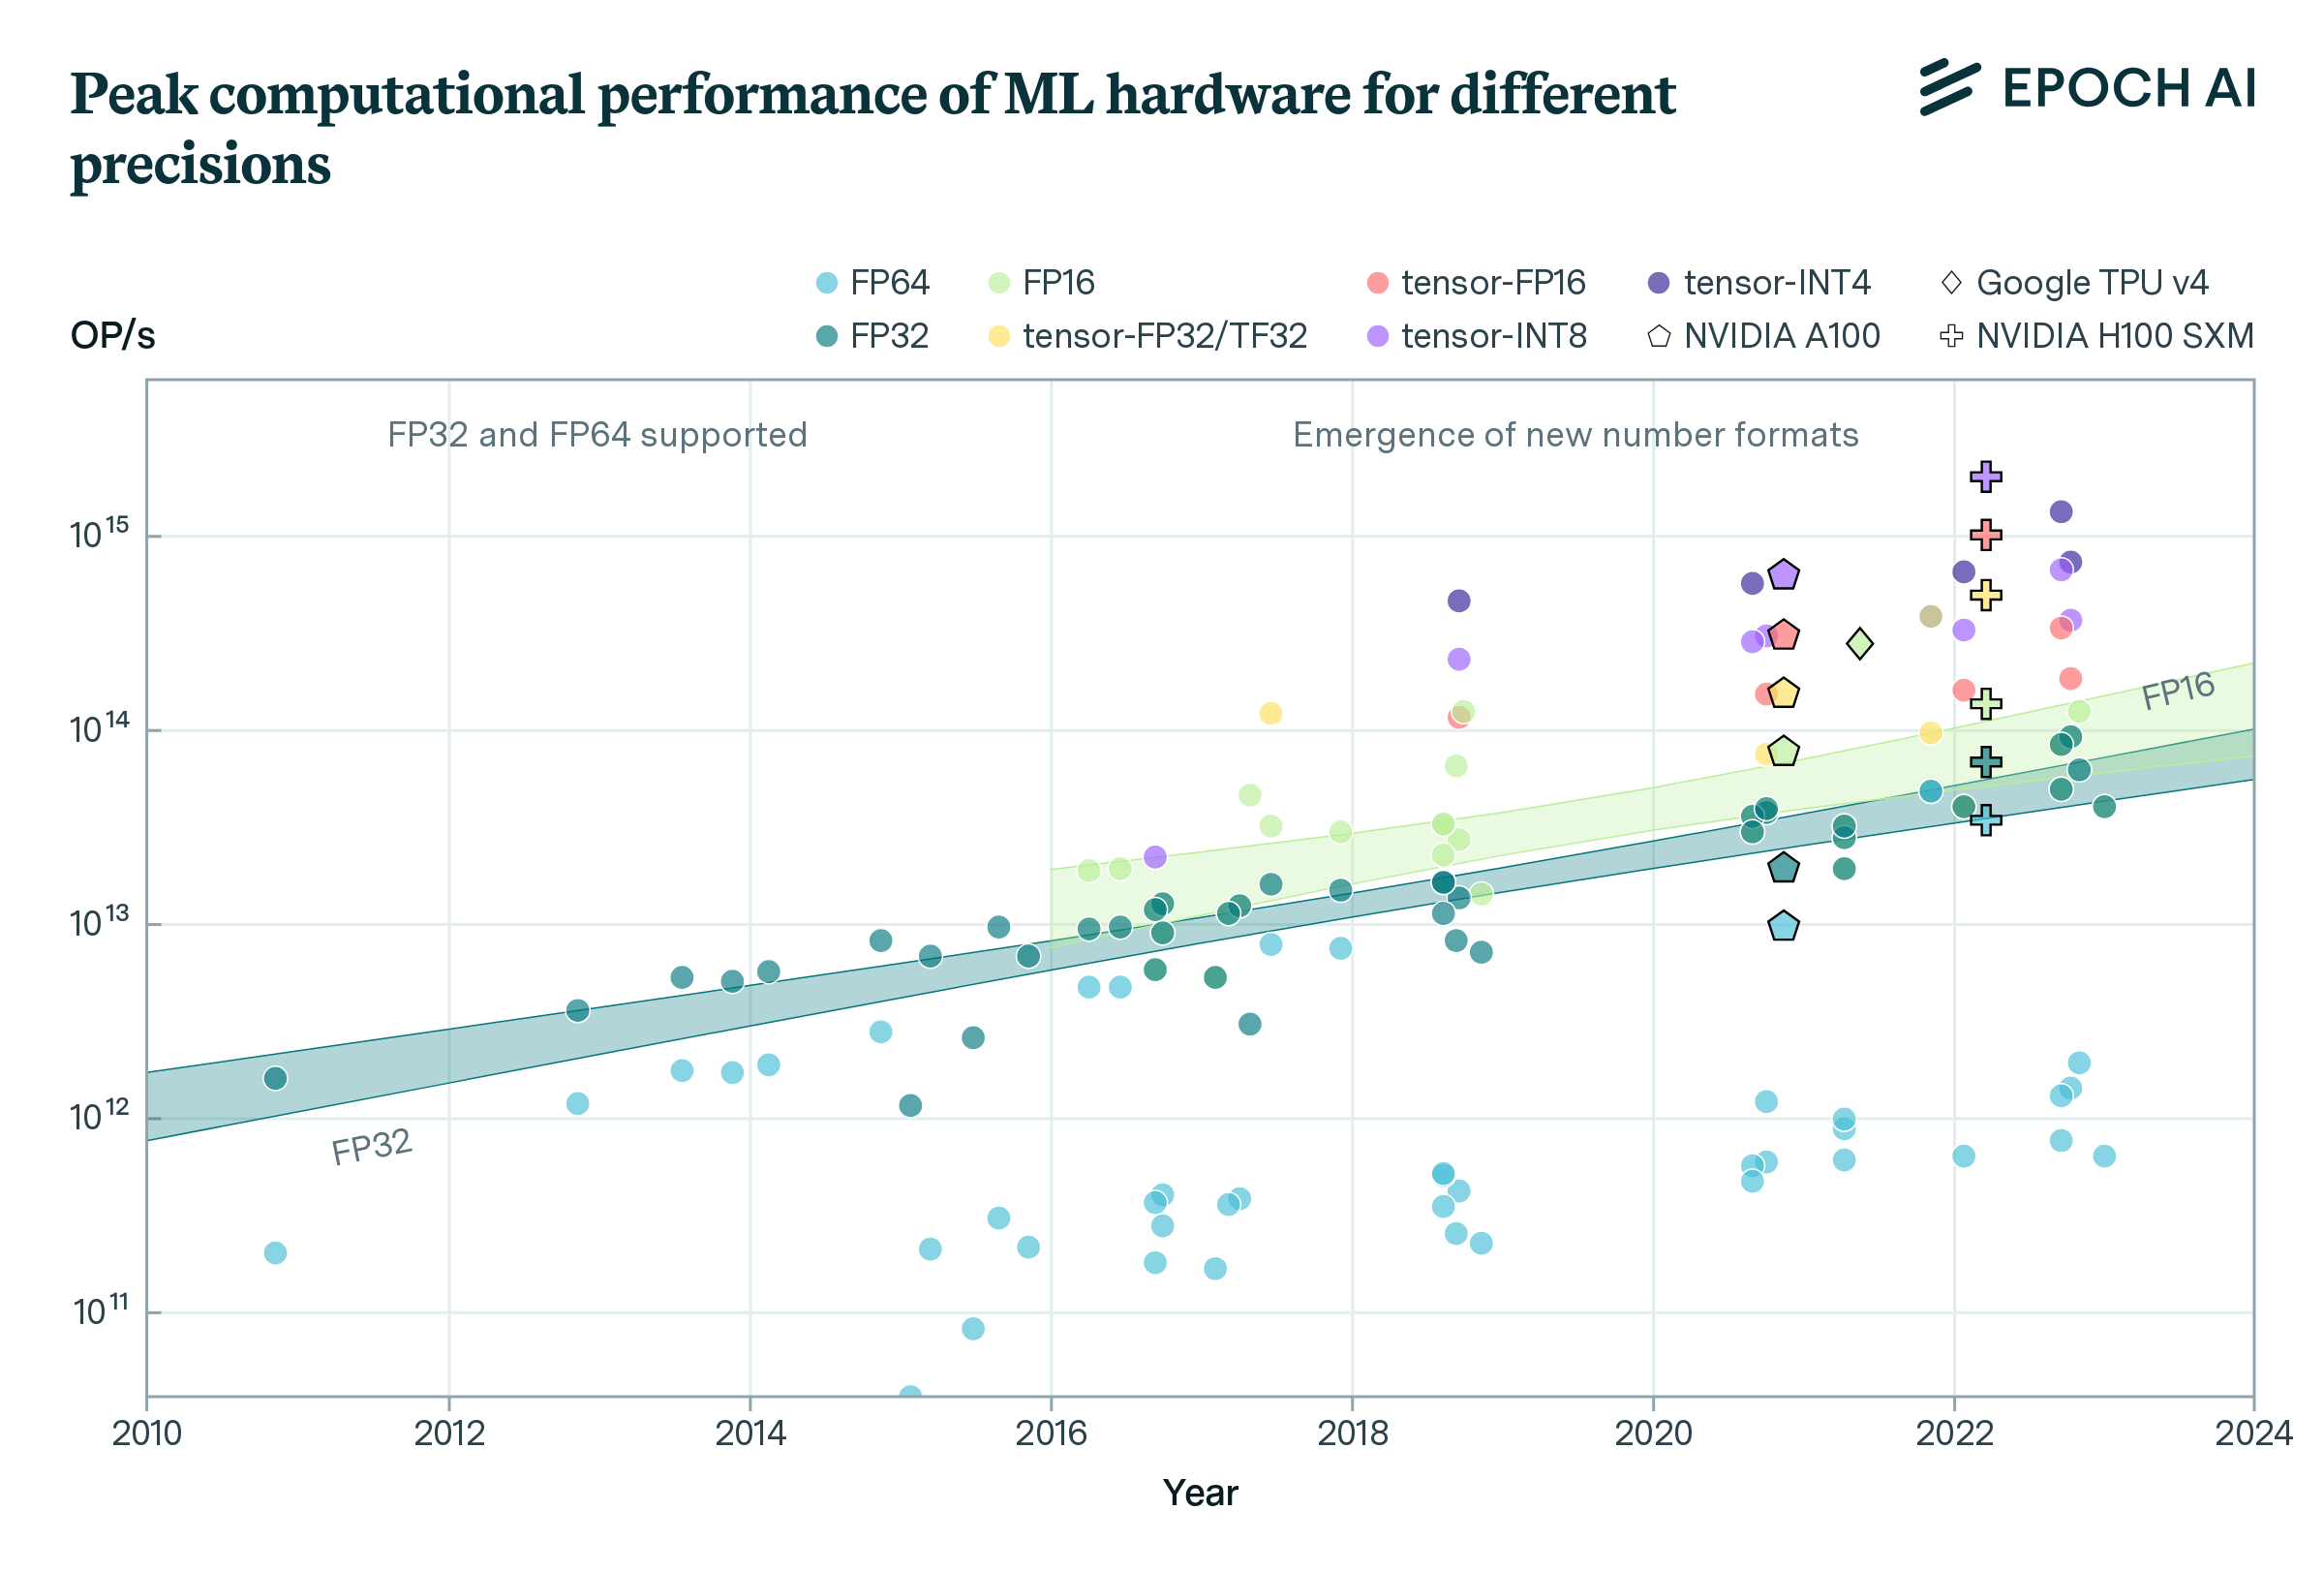 Peak computational performance of ML hardware for different
precisions
EPOCH AI
FP64
FP16
tensor-FP16
tensor-INT4
Google TPU v4
OP/s
FP32
tensor-FP32/TF32
tensor-INT8
NVIDIA A100
NVIDIA H100 SXM
FP32 and FP64 supported
Emergence of new number formats
10^15
10^14
10^13
10^12
10^11
FP16
FP32
2010
2012
2014
2016
2018
2020
2022
2024
Year